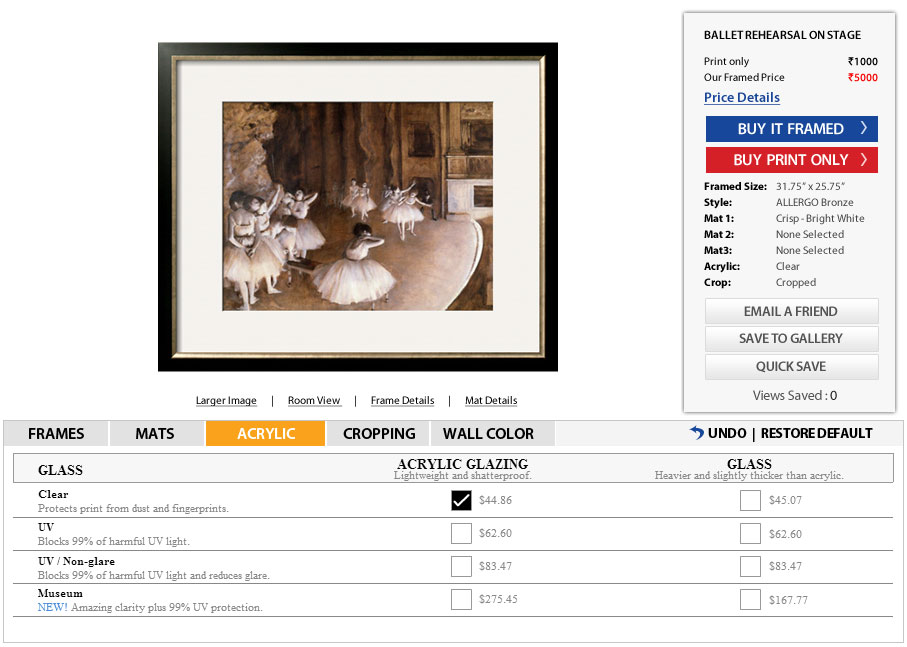 BALLET REHEARSAL ON STAGE
Print only ₹1000
Our Framed Price ₹5000
Price Details
BUY IT FRAMED
BUY PRINT ONLY
Framed Size: 31.75” x 25.75”
Style: ALLERGO Bronze
Mat 1: Crisp - Bright White
Mat 2: None Selected
Mat3: None Selected
Acrylic: Clear
Crop: Cropped
EMAIL A FRIEND
SAVE TO GALLERY
QUICK SAVE
Views Saved : 0
Larger Image | Room View | Frame Details | Mat Details
FRAMES MATS ACRYLIC CROPPING WALL COLOR UNDO | RESTORE DEFAULT
GLASS ACRYLIC GLAZING GLASS
Lightweight and shatterproof. Heavier and slightly thicker than acrylic.
Clear
Protects print from dust and fingerprints. $44.86 $45.07
UV
Blocks 99% of harmful UV light. $62.60 $62.60
UV / Non-glare
Blocks 99% of harmful UV light and reduces glare. $83.47 $83.47
Museum
NEW! Amazing clarity plus 99% UV protection. $275.45 $167.77